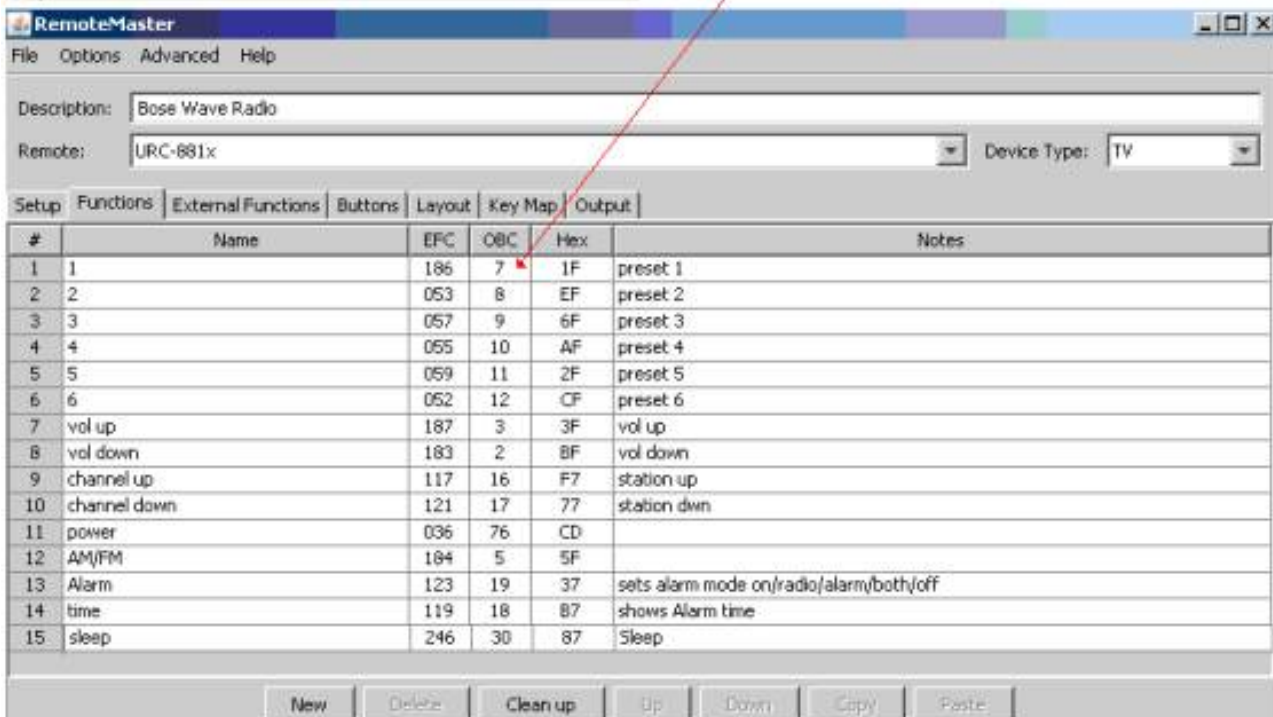 RemoteMaster
File Options Advanced Help
Description: Bose Wave Radio
Remote: URC-881x Device Type: TV
Setup Functions External Functions Buttons Layout Key Map Output
# Name EFC OBC Hex Notes
1 1 186 7 1F preset 1
2 2 053 8 EF preset 2
3 3 057 9 6F preset 3
4 4 055 10 AF preset 4
5 5 059 11 2F preset 5
6 6 052 12 CF preset 6
7 vol up 187 3 3F vol up
8 vol down 183 2 BF vol down
9 channel up 117 16 F7 station up
10 channel down 121 17 77 station dwn
11 power 036 76 CD
12 AM/FM 184 5 5F
13 Alarm 123 19 37 sets alarm mode on/radio/alarm/both/off
14 time 119 18 B7 shows Alarm time
15 sleep 246 30 87 Sleep
New Delete Clean up Up Down Copy Paste